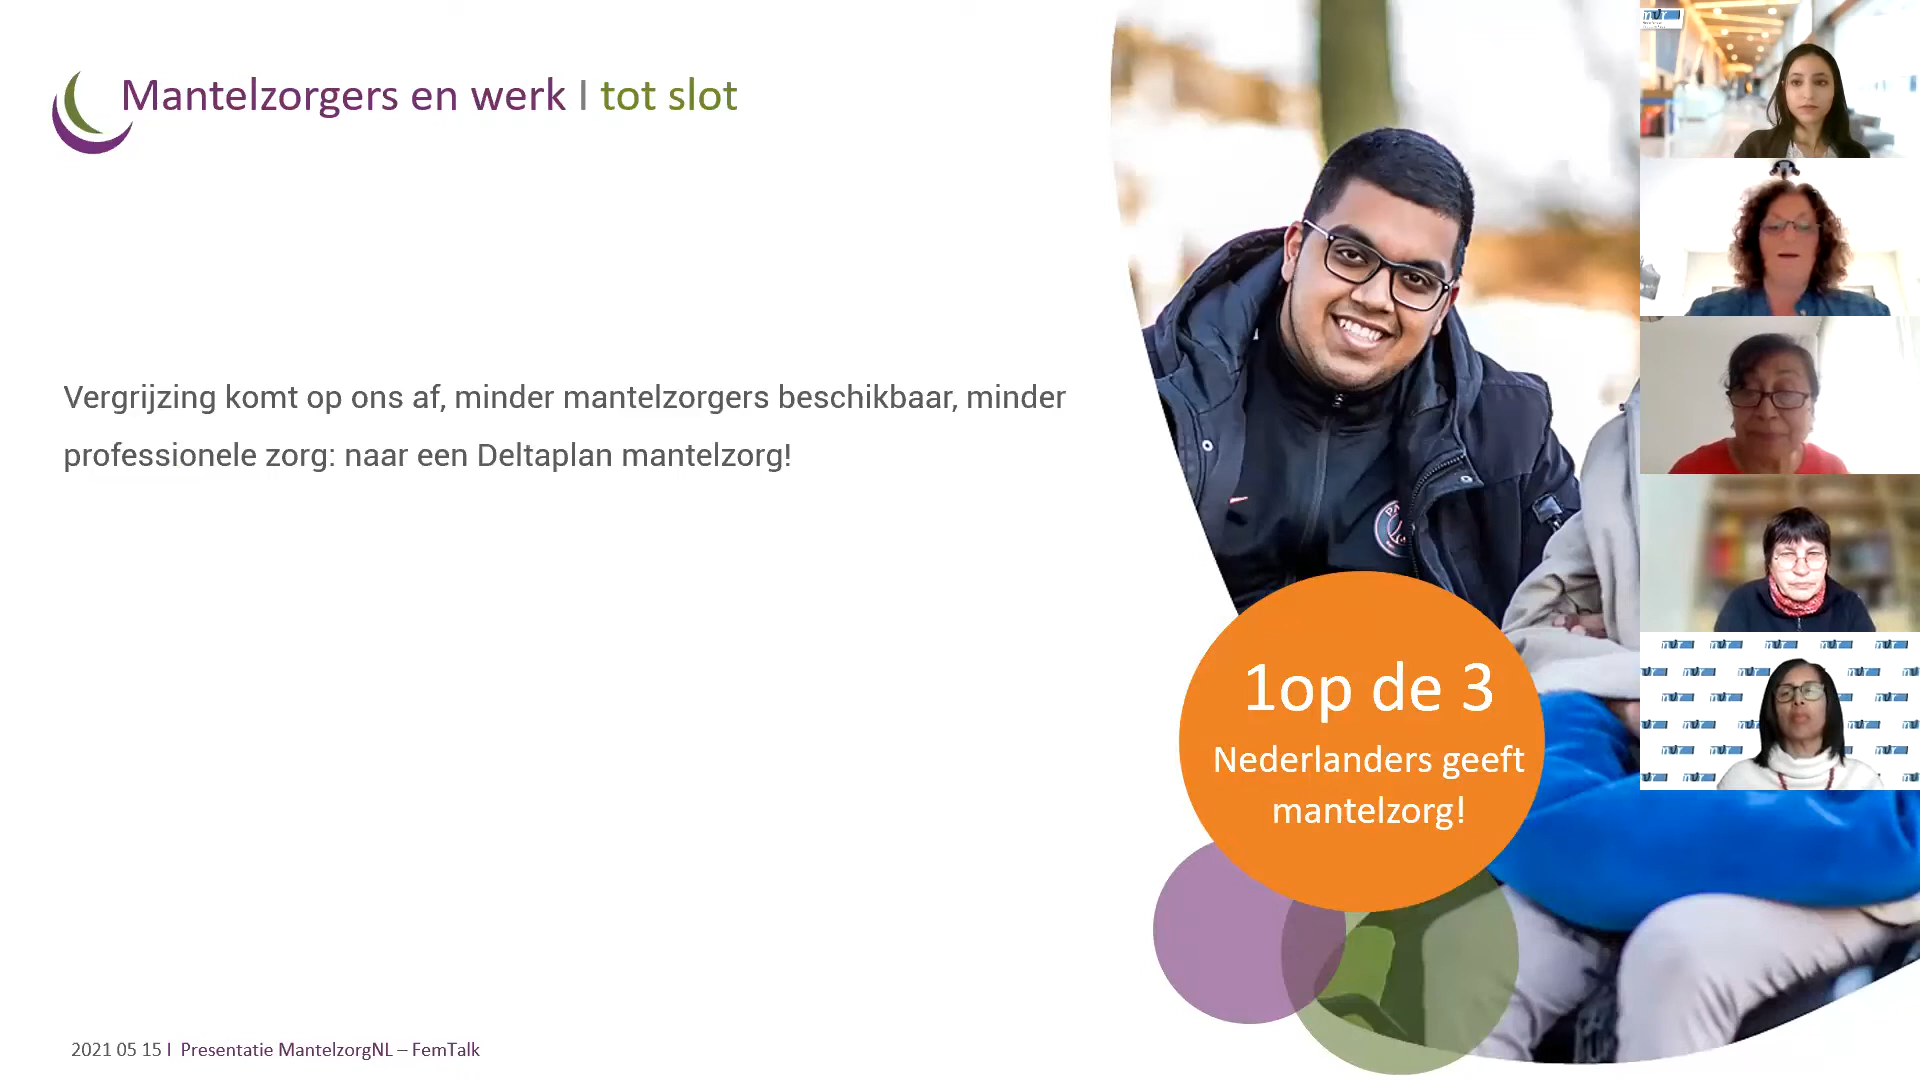 Mantelzorgers en werk I tot slot
Vergrijzing komt op ons af, minder mantelzorgers beschikbaar, minder
professionele zorg: naar een Deltaplan mantelzorg!
1op de 3
Nederlanders geeft
mantelzorg!
2021 05 15 I Presentatie MantelzorgNL – FemTalk